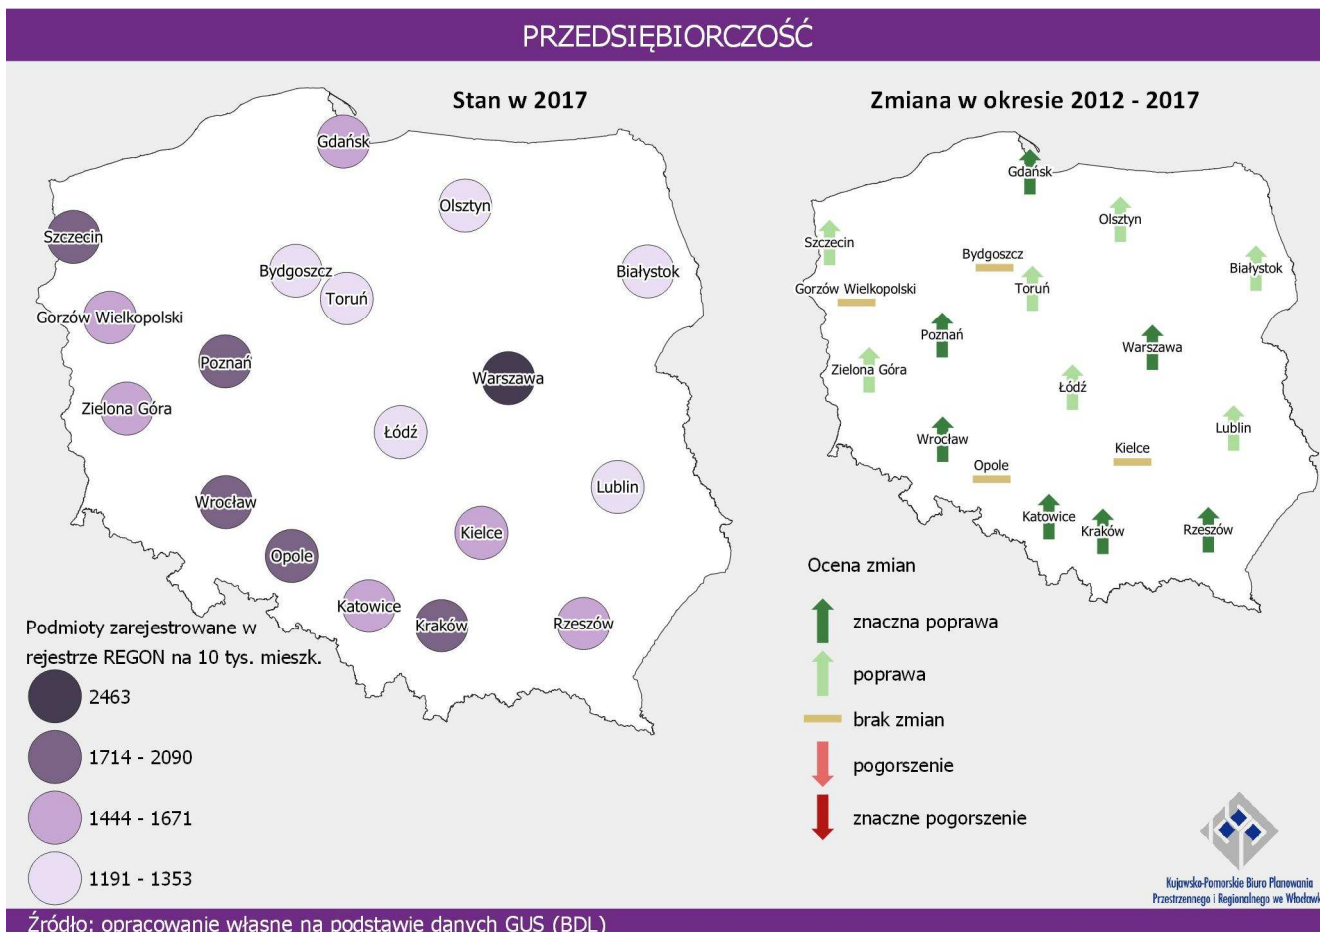 PRZEDSIĘBIORCZOŚĆ
Stan w 2017
Gdańsk
Olsztyn
Szczecin
Bydgoszcz
Białystok
Toruń
Gorzów Wielkopolski
Poznań
Warszawa
Zielona Góra
Łódź
Lublin
Wrocław
Kielce
Opole
Katowice
Kraków
Rzeszów
Podmioty zarejestrowane w
rejestrze REGON na 10 tys. mieszk.
2463
1714 - 2090
1444 - 1671
1191 - 1353
Zmiana w okresie 2012 - 2017
Gdańsk
Olsztyn
Szczecin
Bydgoszcz
Białystok
Gorzów Wielkopolski
Toruń
Poznań
Warszawa
Zielona Góra
Łódź
Lublin
Wrocław
Kielce
Opole
Katowice
Kraków
Rzeszów
Ocena zmian
znaczna poprawa
poprawa
brak zmian
pogorszenie
znaczne pogorszenie
Kujawsko-Pomorskie Biuro Planowania
Przestrzennego i Regionalnego we Włocławk
Źródło: opracowanie własne na podstawie danych GUS (BDL)